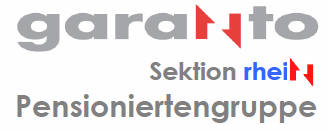 garanto
Sektion rhein
Pensioniertengruppe